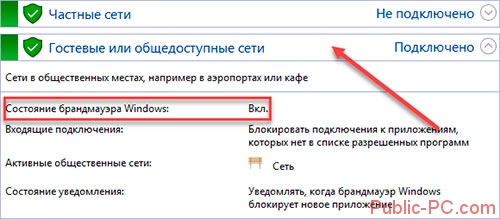 Частные сети Не подключено
Гостевые или общедоступные сети Подключено
Сети в общественных местах, например в аэропортах или кафе
Состояние брандмауэра Windows: Вкл.
Входящие подключения: Блокировать подключения к приложениям,
которых нет в списке разрешенных программ
Активные общественные сети: Сеть
Состояние уведомления: Уведомлять, когда брандмауэр Windows
блокирует новое приложение
Public-PC.com